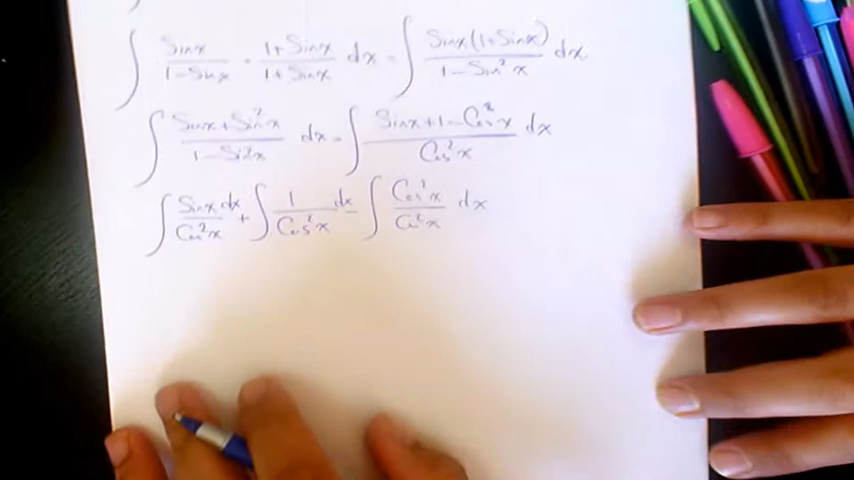 ∫ Sinx/1-Sinx · 1+Sinx/1+Sinx dx = ∫ Sinx(1+Sinx)/1-Sin²x dx
∫ Sinx+Sin²x/1-Sin²x dx = ∫ Sinx+1-Cos²x/Cos²x dx
∫ Sinx dx/Cos²x + ∫ 1 dx/Cos²x - ∫ Cos²x/Cos²x dx